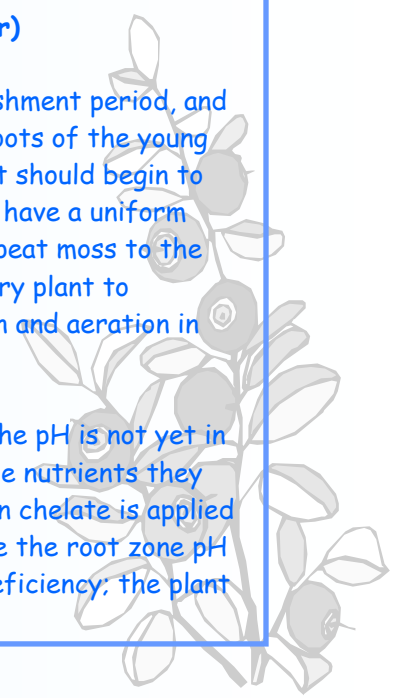 r)
shment period, and
oots of the young
t should begin to
have a uniform
peat moss to the
ry plant to
n and aeration in
he pH is not yet in
e nutrients they
n chelate is applied
e the root zone pH
eficiency; the plant